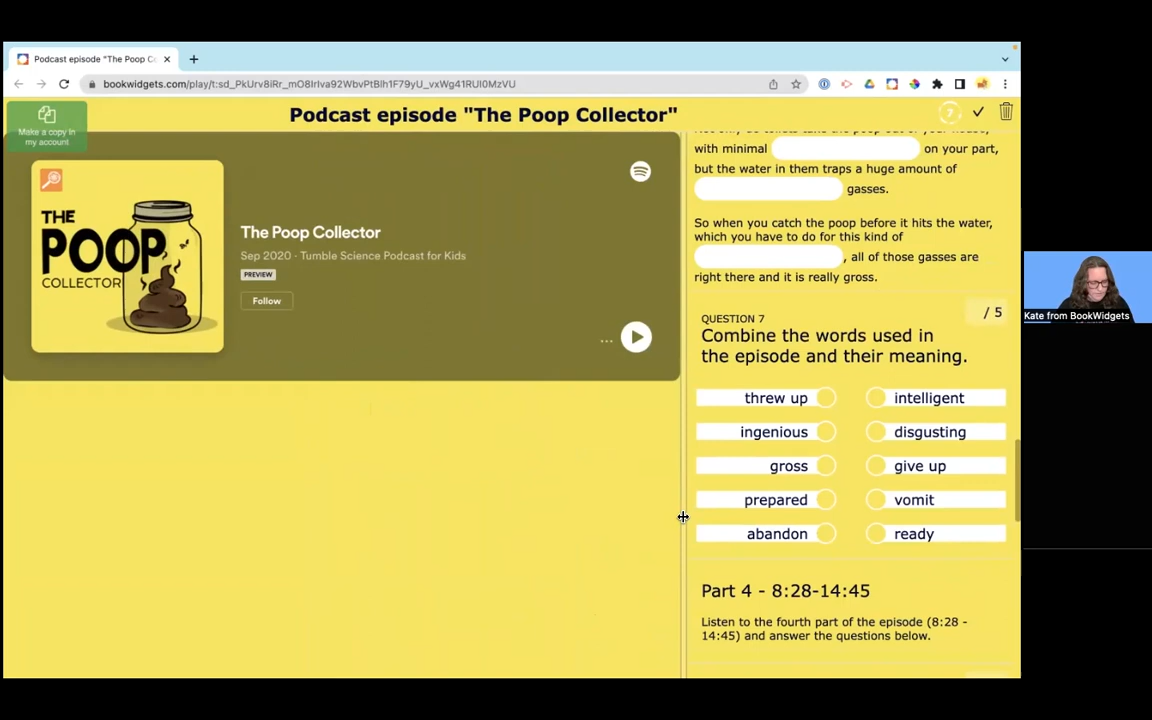 Podcast episode "The Poop Co
bookwidgets.com/play/t:sd_PkUrv8iRr_mO8IrIva92WbvPtBlh1F79yU_vxWg41RUI0MzVU
Make a copy in
my account
Podcast episode "The Poop Collector"
7
THE
POOP
COLLECTOR
The Poop Collector
Sep 2020 · Tumble Science Podcast for Kids
PREVIEW
Follow
with minimal on your part,
but the water in them traps a huge amount of
gasses.
So when you catch the poop before it hits the water,
which you have to do for this kind of
, all of those gasses are
right there and it is really gross.
/ 5
QUESTION 7
Combine the words used in
the episode and their meaning.
threw up intelligent
ingenious disgusting
gross give up
prepared vomit
abandon ready
Part 4 - 8:28-14:45
Listen to the fourth part of the episode (8:28 -
14:45) and answer the questions below.
Kate from BookWidgets